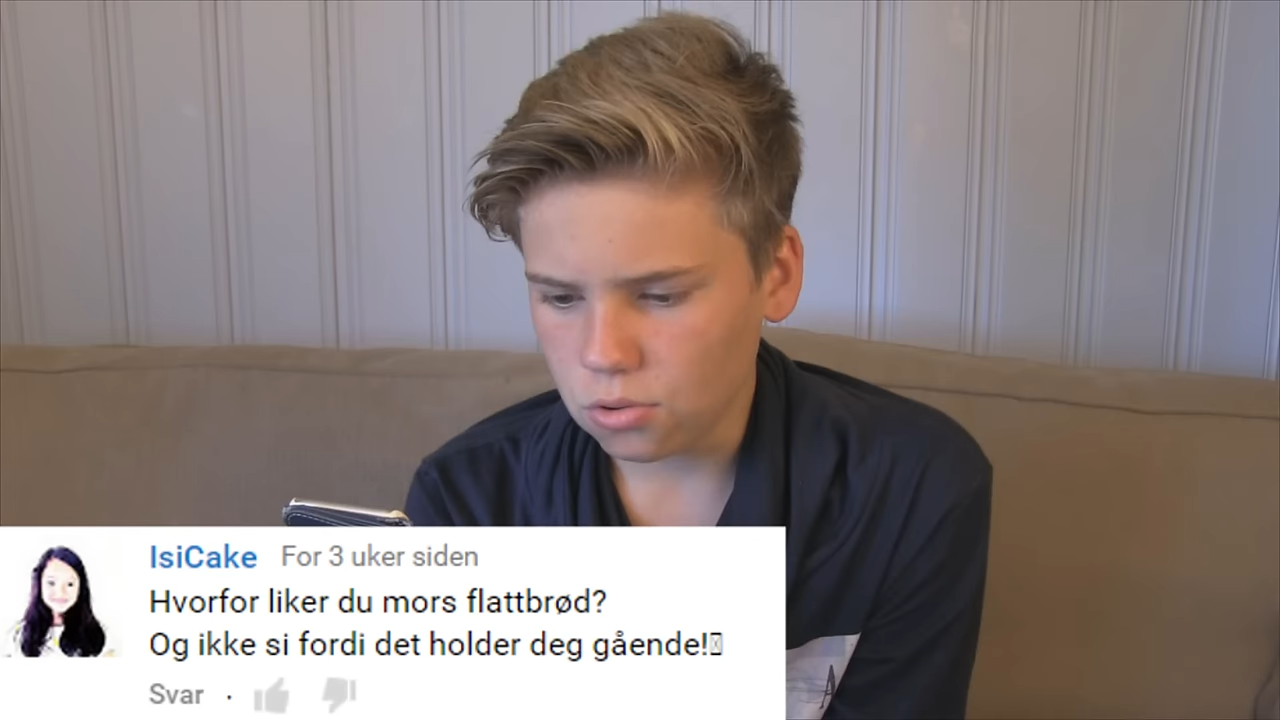 IsiCake For 3 uker siden
Hvorfor liker du mors flattbrød?
Og ikke si fordi det holder deg gående!
Svar ·
A